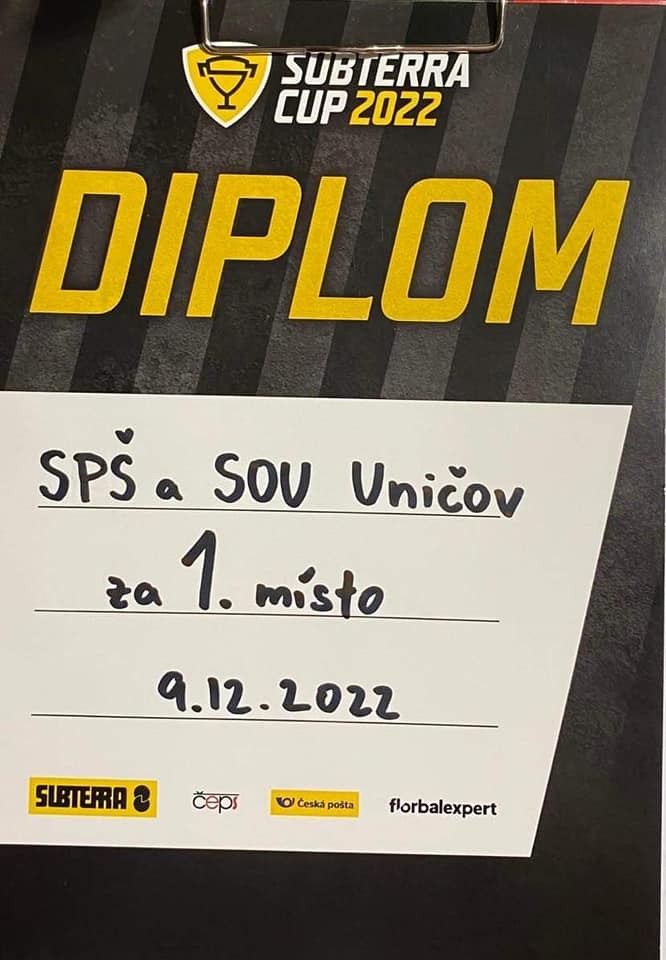 SUBTERRA
CUP 2022
DIPLOM
SPŠ a SOU Uničov
za 1. místo
9.12.2022
SUBTERRA
čeps
Česká pošta
florbalexpert